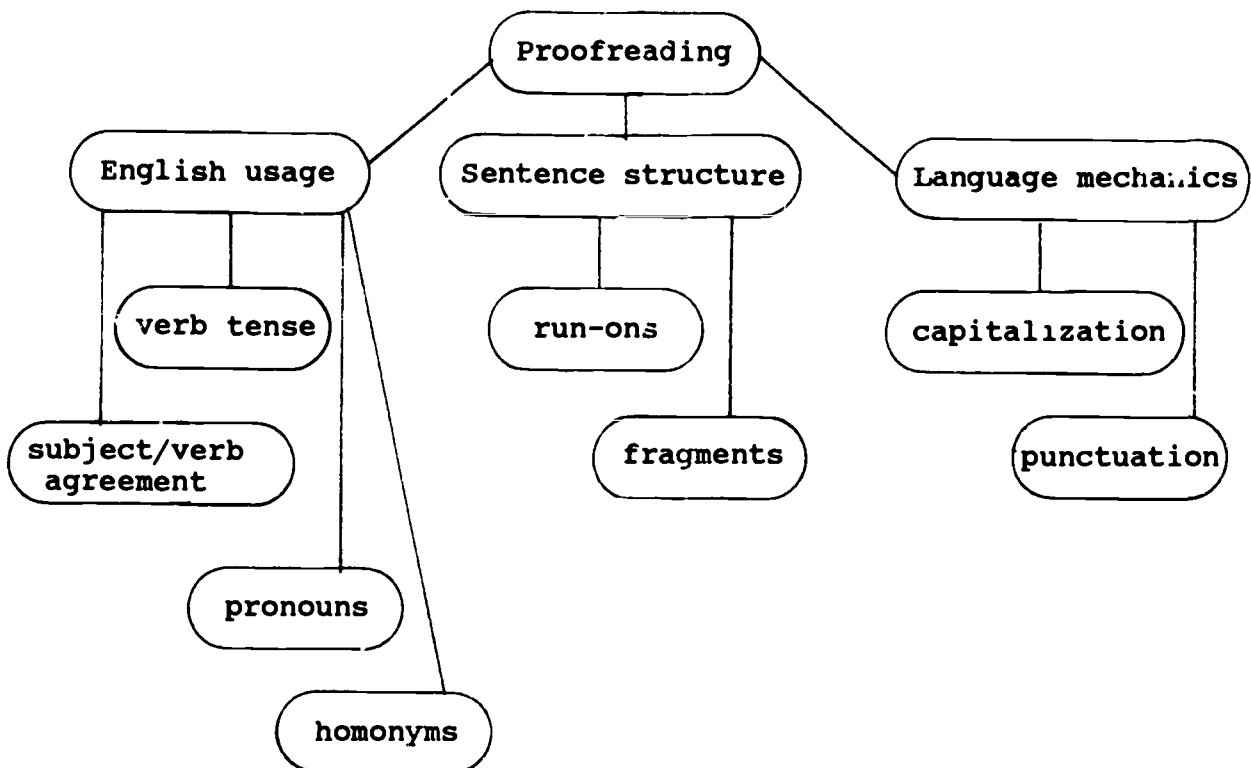 Proofreading
English usage
Sentence structure
Language mechanics
verb tense
run-ons
capitalization
subject/verb
agreement
fragments
punctuation
pronouns
homonyms